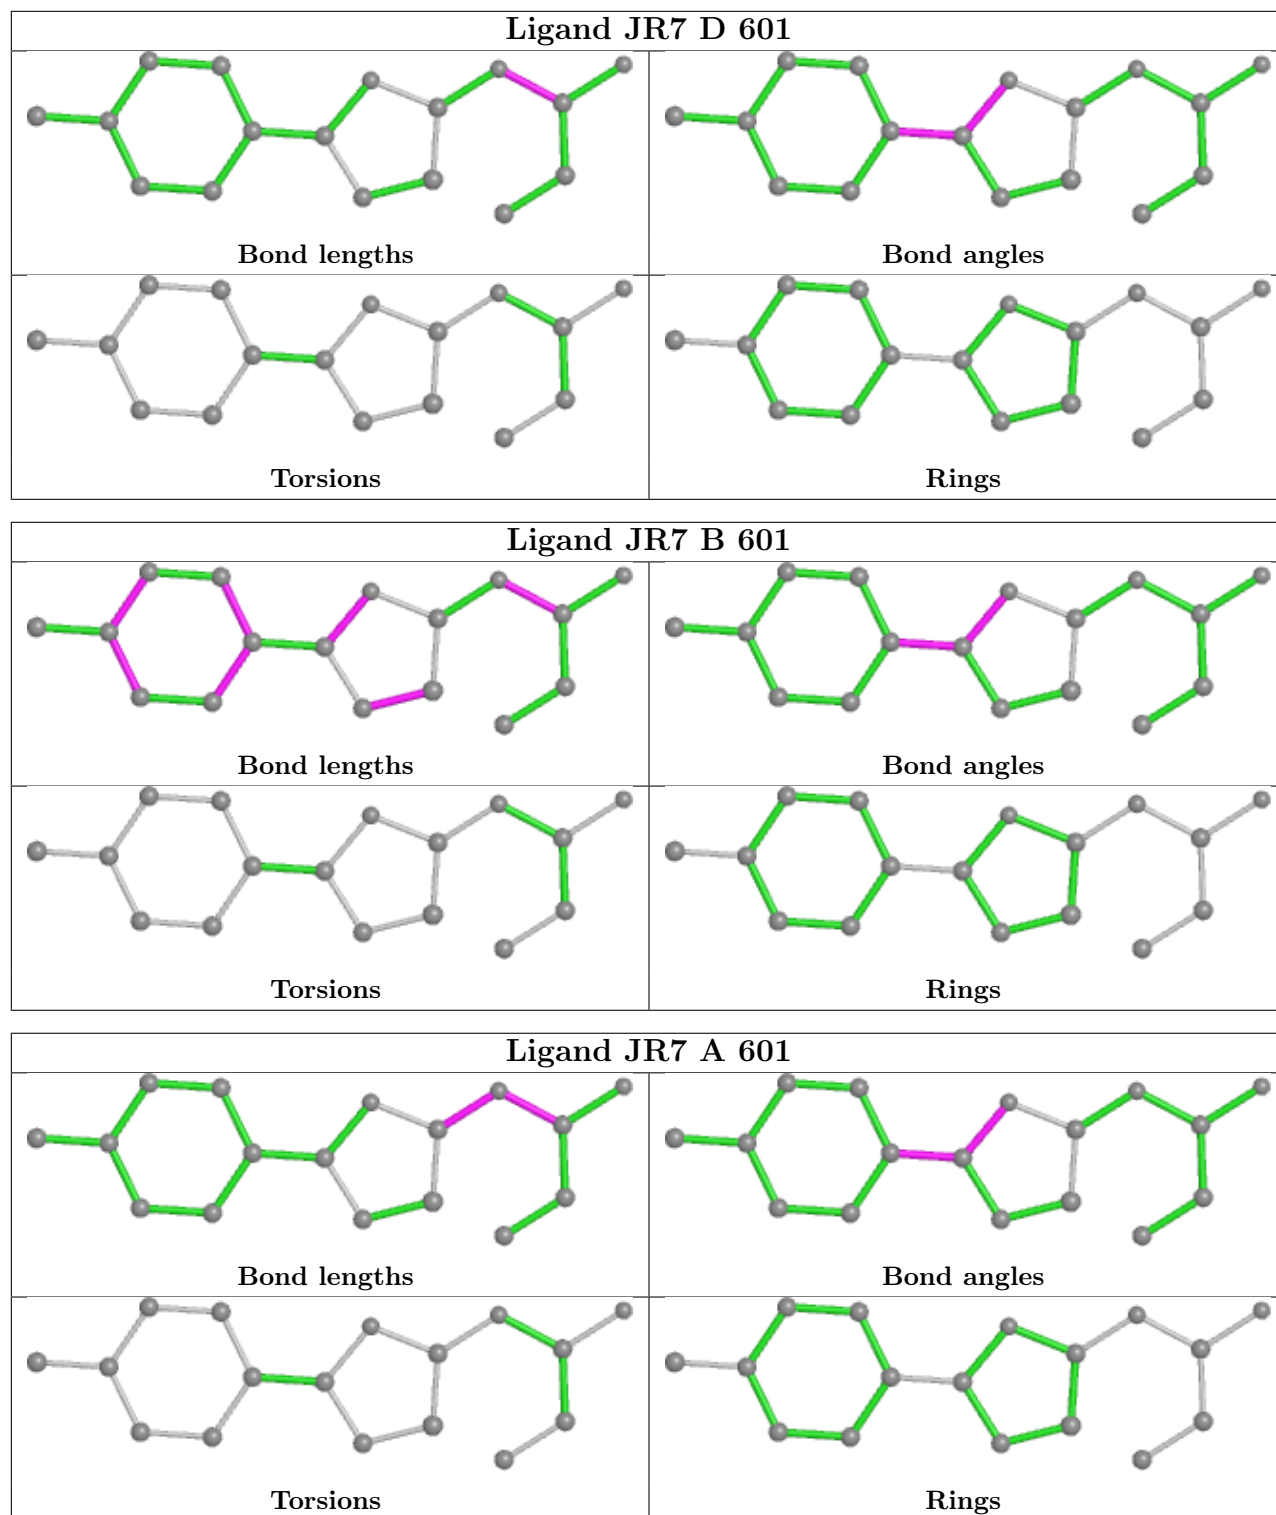 Ligand JR7 D 601
Bond lengths
Bond angles
Torsions
Rings
Ligand JR7 B 601
Bond lengths
Bond angles
Torsions
Rings
Ligand JR7 A 601
Bond lengths
Bond angles
Torsions
Rings